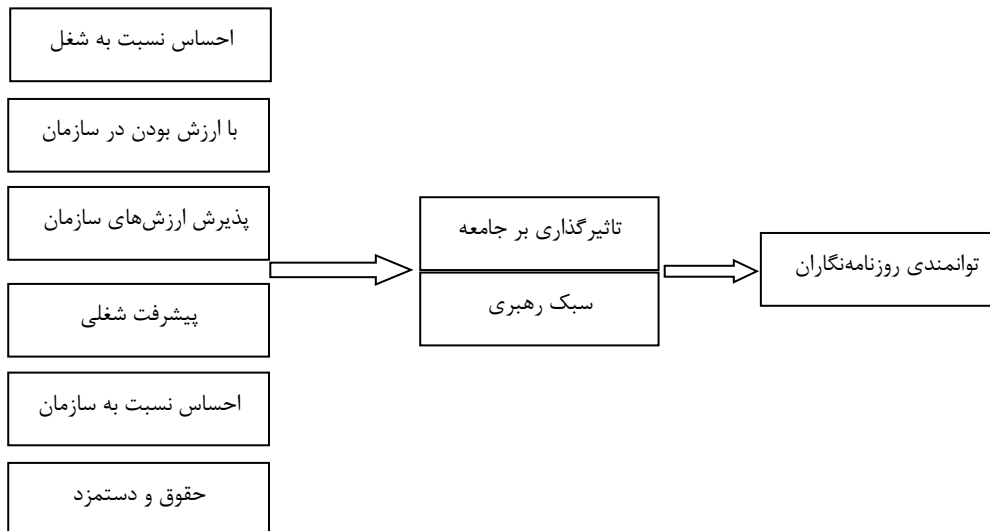 احساس نسبت به شغل
با ارزش بودن در سازمان
پذیرش ارزش‌های سازمان
پیشرفت شغلی
احساس نسبت به سازمان
حقوق و دستمزد
تاثیرگذاری بر جامعه
سبک رهبری
توانمندی روزنامه‌نگاران